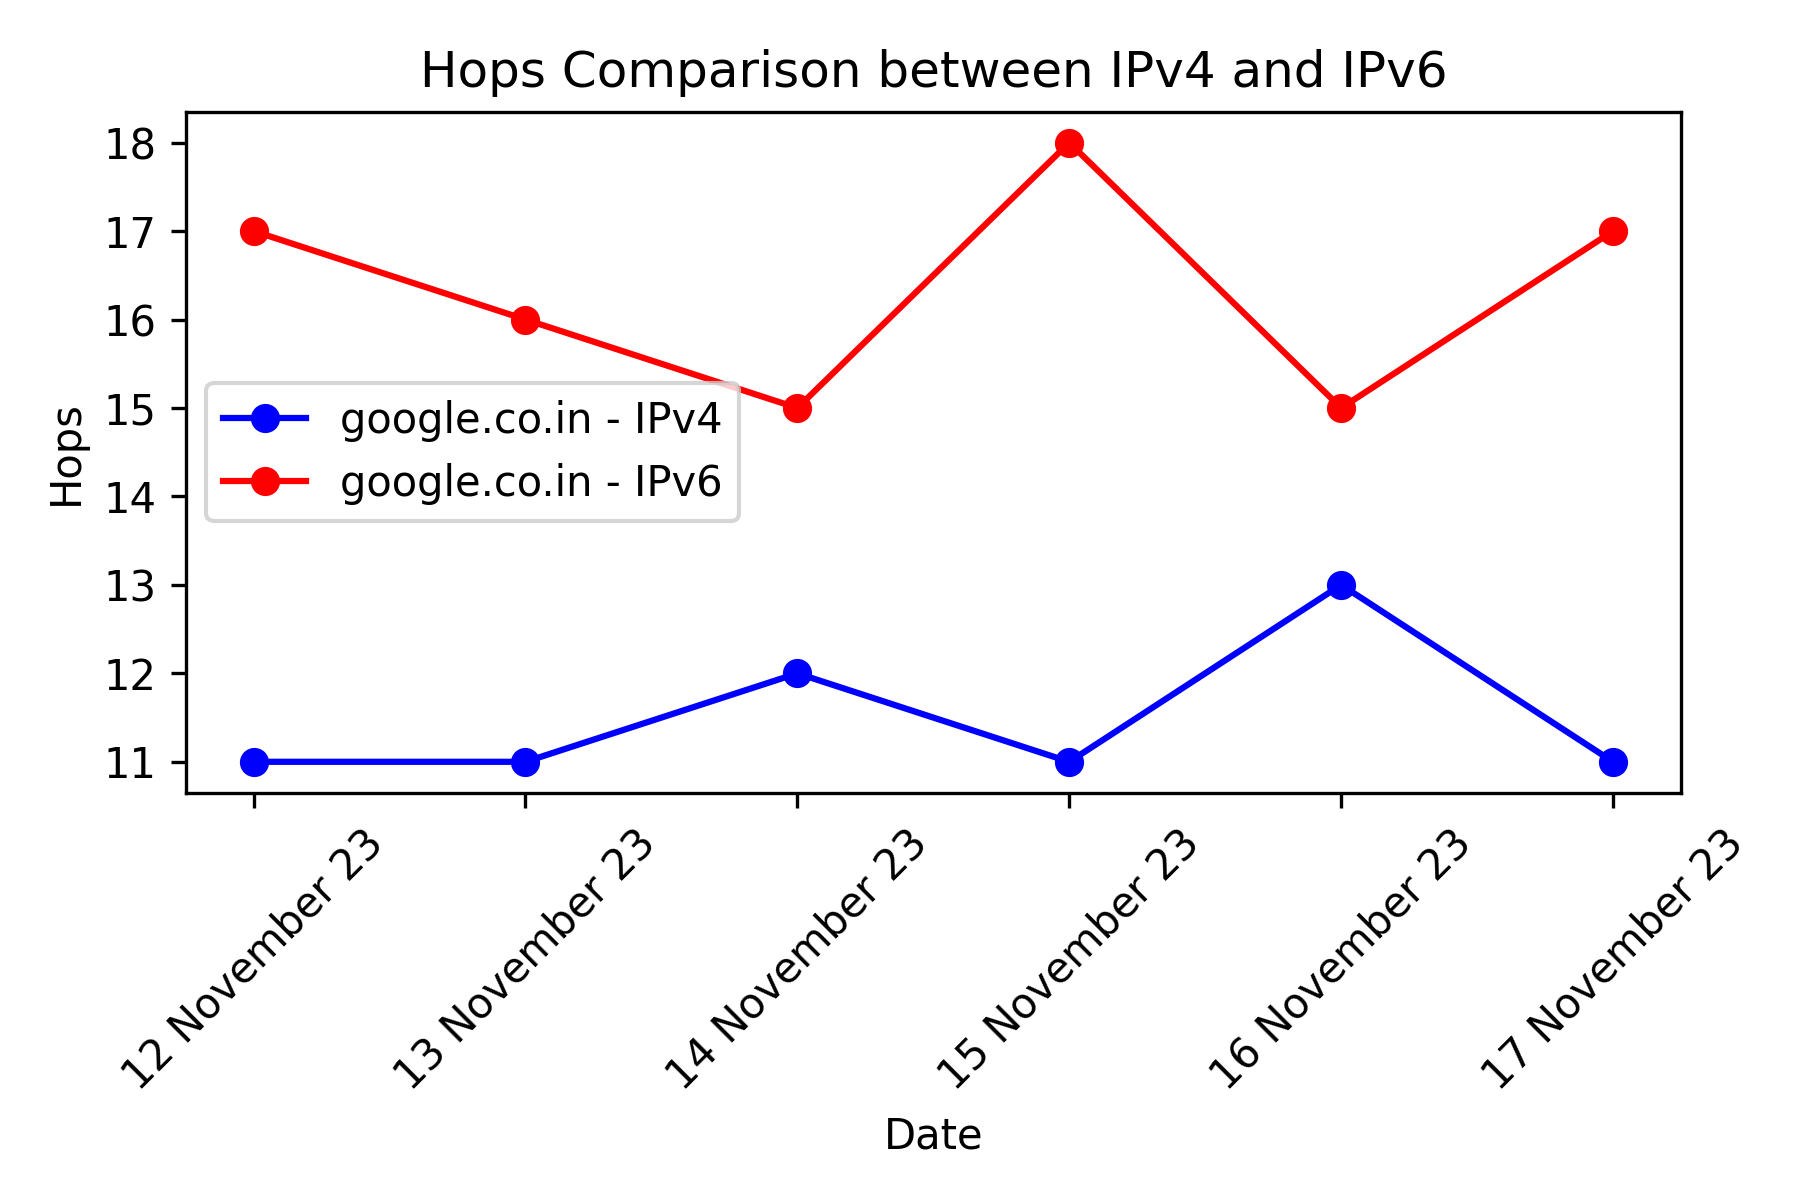 Hops Comparison between IPv4 and IPv6
Hops
18
17
16
15
14
13
12
11
google.co.in - IPv4
google.co.in - IPv6
12 November 23
13 November 23
14 November 23
15 November 23
16 November 23
17 November 23
Date